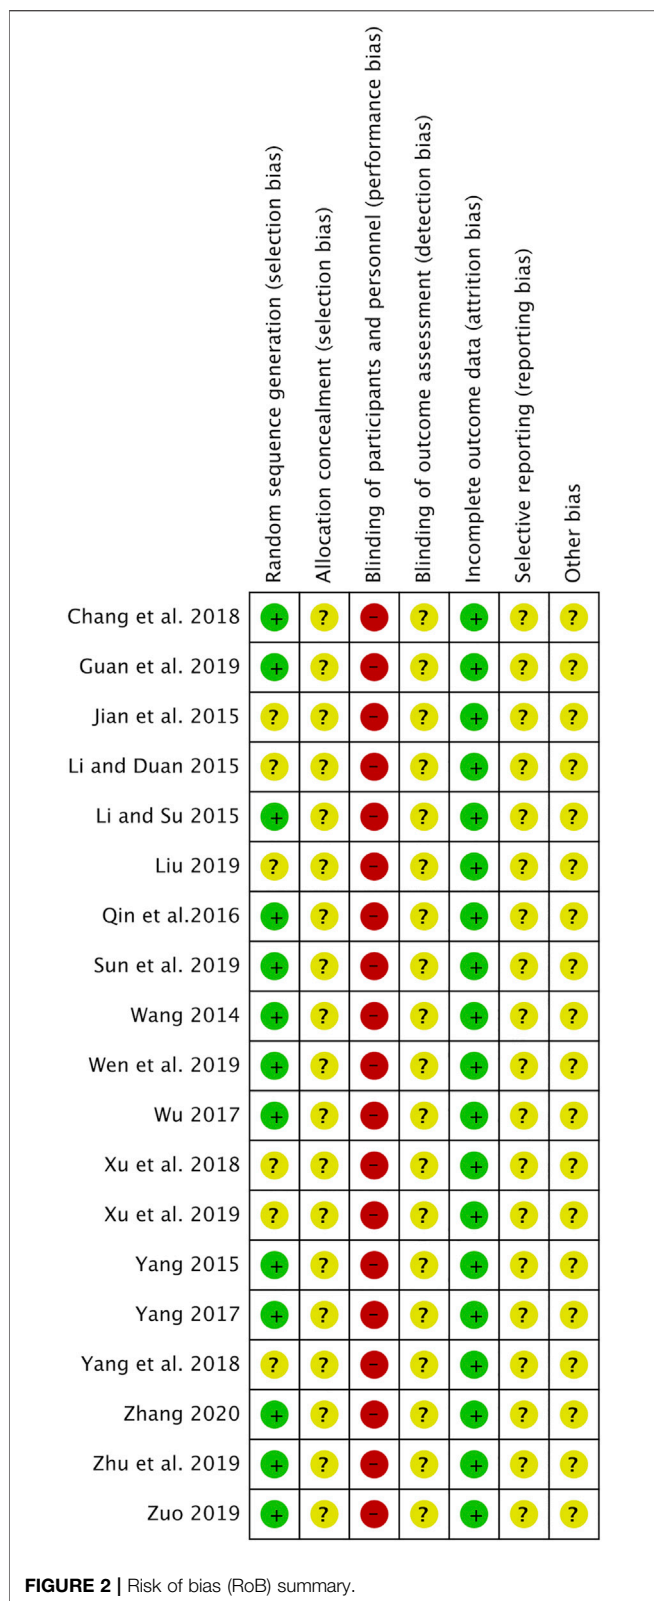 Random sequence generation (selection bias)
Allocation concealment (selection bias)
Blinding of participants and personnel (performance bias)
Blinding of outcome assessment (detection bias)
Incomplete outcome data (attrition bias)
Selective reporting (reporting bias)
Other bias
Chang et al. 2018 + ? - ? + ? ?
Guan et al. 2019 + ? - ? + ? ?
Jian et al. 2015 ? ? - ? + ? ?
Li and Duan 2015 ? ? - ? + ? ?
Li and Su 2015 + ? - ? + ? ?
Liu 2019 ? ? - ? + ? ?
Qin et al.2016 + ? - ? + ? ?
Sun et al. 2019 + ? - ? + ? ?
Wang 2014 + ? - ? + ? ?
Wen et al. 2019 + ? - ? + ? ?
Wu 2017 + ? - ? + ? ?
Xu et al. 2018 ? ? - ? + ? ?
Xu et al. 2019 ? ? - ? + ? ?
Yang 2015 + ? - ? + ? ?
Yang 2017 + ? - ? + ? ?
Yang et al. 2018 ? ? - ? + ? ?
Zhang 2020 + ? - ? + ? ?
Zhu et al. 2019 + ? - ? + ? ?
Zuo 2019 + ? - ? + ? ?
FIGURE 2 | Risk of bias (RoB) summary.